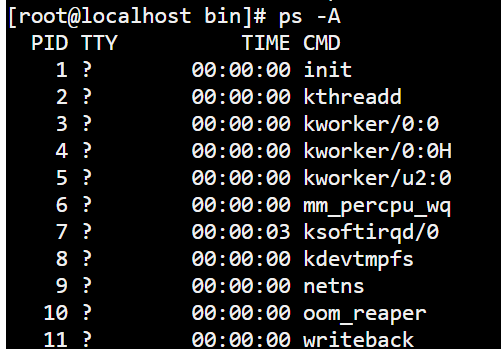 [root@localhost bin]# ps -A
  PID TTY          TIME CMD
    1 ?        00:00:00 init
    2 ?        00:00:00 kthreadd
    3 ?        00:00:00 kworker/0:0
    4 ?        00:00:00 kworker/0:0H
    5 ?        00:00:00 kworker/u2:0
    6 ?        00:00:00 mm_percpu_wq
    7 ?        00:00:03 ksoftirqd/0
    8 ?        00:00:00 kdevtmpfs
    9 ?        00:00:00 netns
   10 ?        00:00:00 oom_reaper
   11 ?        00:00:00 writeback